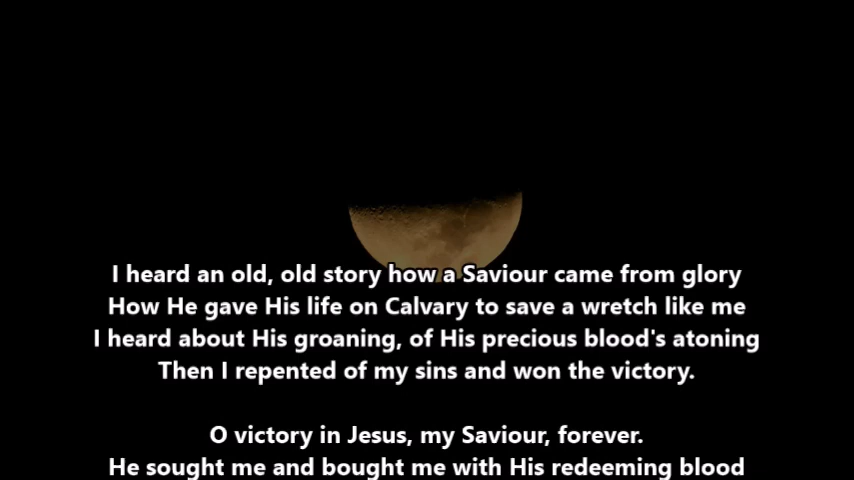 I heard an old, old story how a Saviour came from glory
How He gave His life on Calvary to save a wretch like me
I heard about His groaning, of His precious blood's atoning
Then I repented of my sins and won the victory.
O victory in Jesus, my Saviour, forever.
He sought me and bought me with His redeeming blood